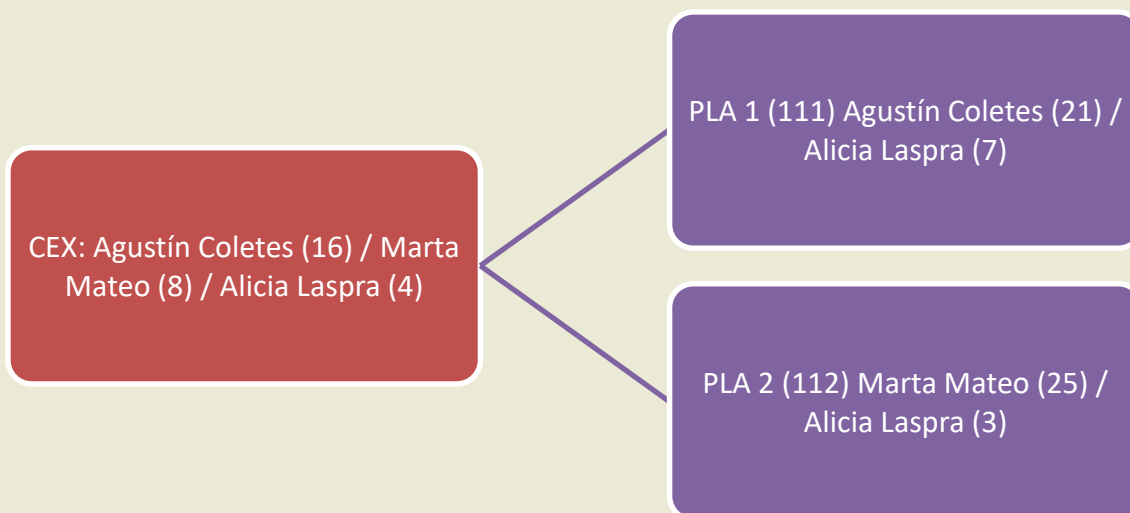 CEX: Agustín Coletes (16) / Marta
Mateo (8) / Alicia Laspra (4)
PLA 1 (111) Agustín Coletes (21) /
Alicia Laspra (7)
PLA 2 (112) Marta Mateo (25) /
Alicia Laspra (3)